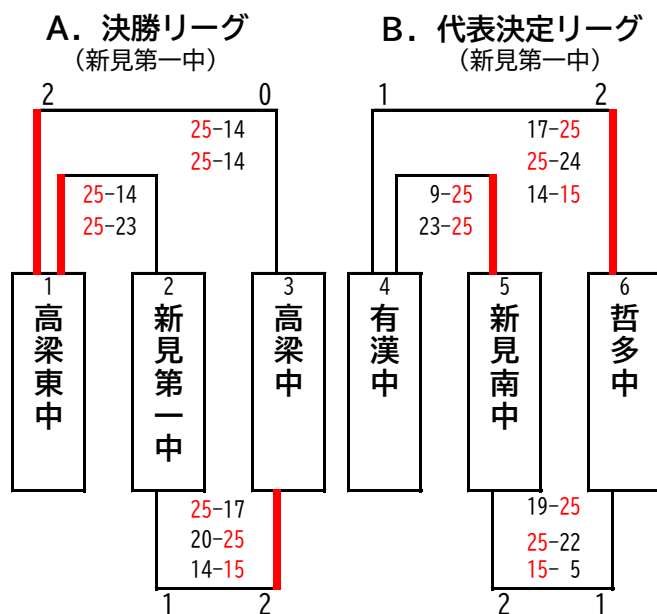 A．決勝リーグ
（新見第一中）
2 0
25-14
25-14
25-14
25-23
1
高梁東中
2
新見第一中
3
高梁中
25-17
20-25
14-15
1 2
B．代表決定リーグ
（新見第一中）
1 2
17-25
25-24
14-15
9-25
23-25
4
有漢中
5
新見南中
6
哲多中
19-25
25-22
15- 5
2 1